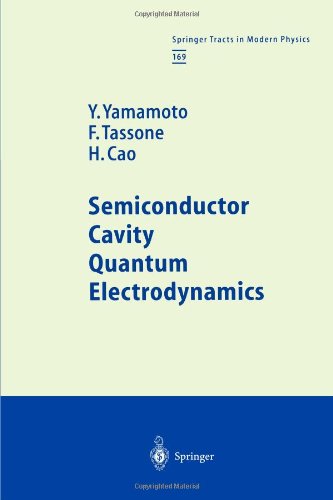 Springer Tracts in Modern Physics
169
Y. Yamamoto
F. Tassone
H. Cao
Semiconductor
Cavity
Quantum
Electrodynamics
Springer
Copyrighted Material
Copyrighted Material